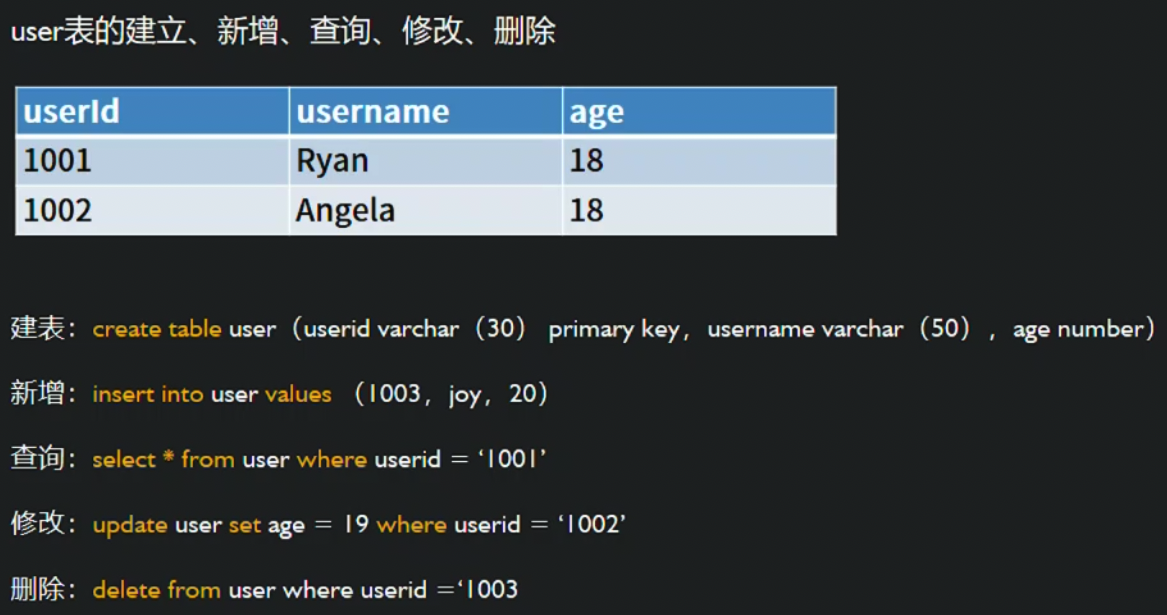 user表的建立、新增、查询、修改、删除
userId username age
1001 Ryan 18
1002 Angela 18
建表：create table user（userid varchar（30） primary key，username varchar（50），age number）
新增：insert into user values （1003，joy，20）
查询：select * from user where userid = ‘1001’
修改：update user set age = 19 where userid = ‘1002’
删除：delete from user where userid =‘1003